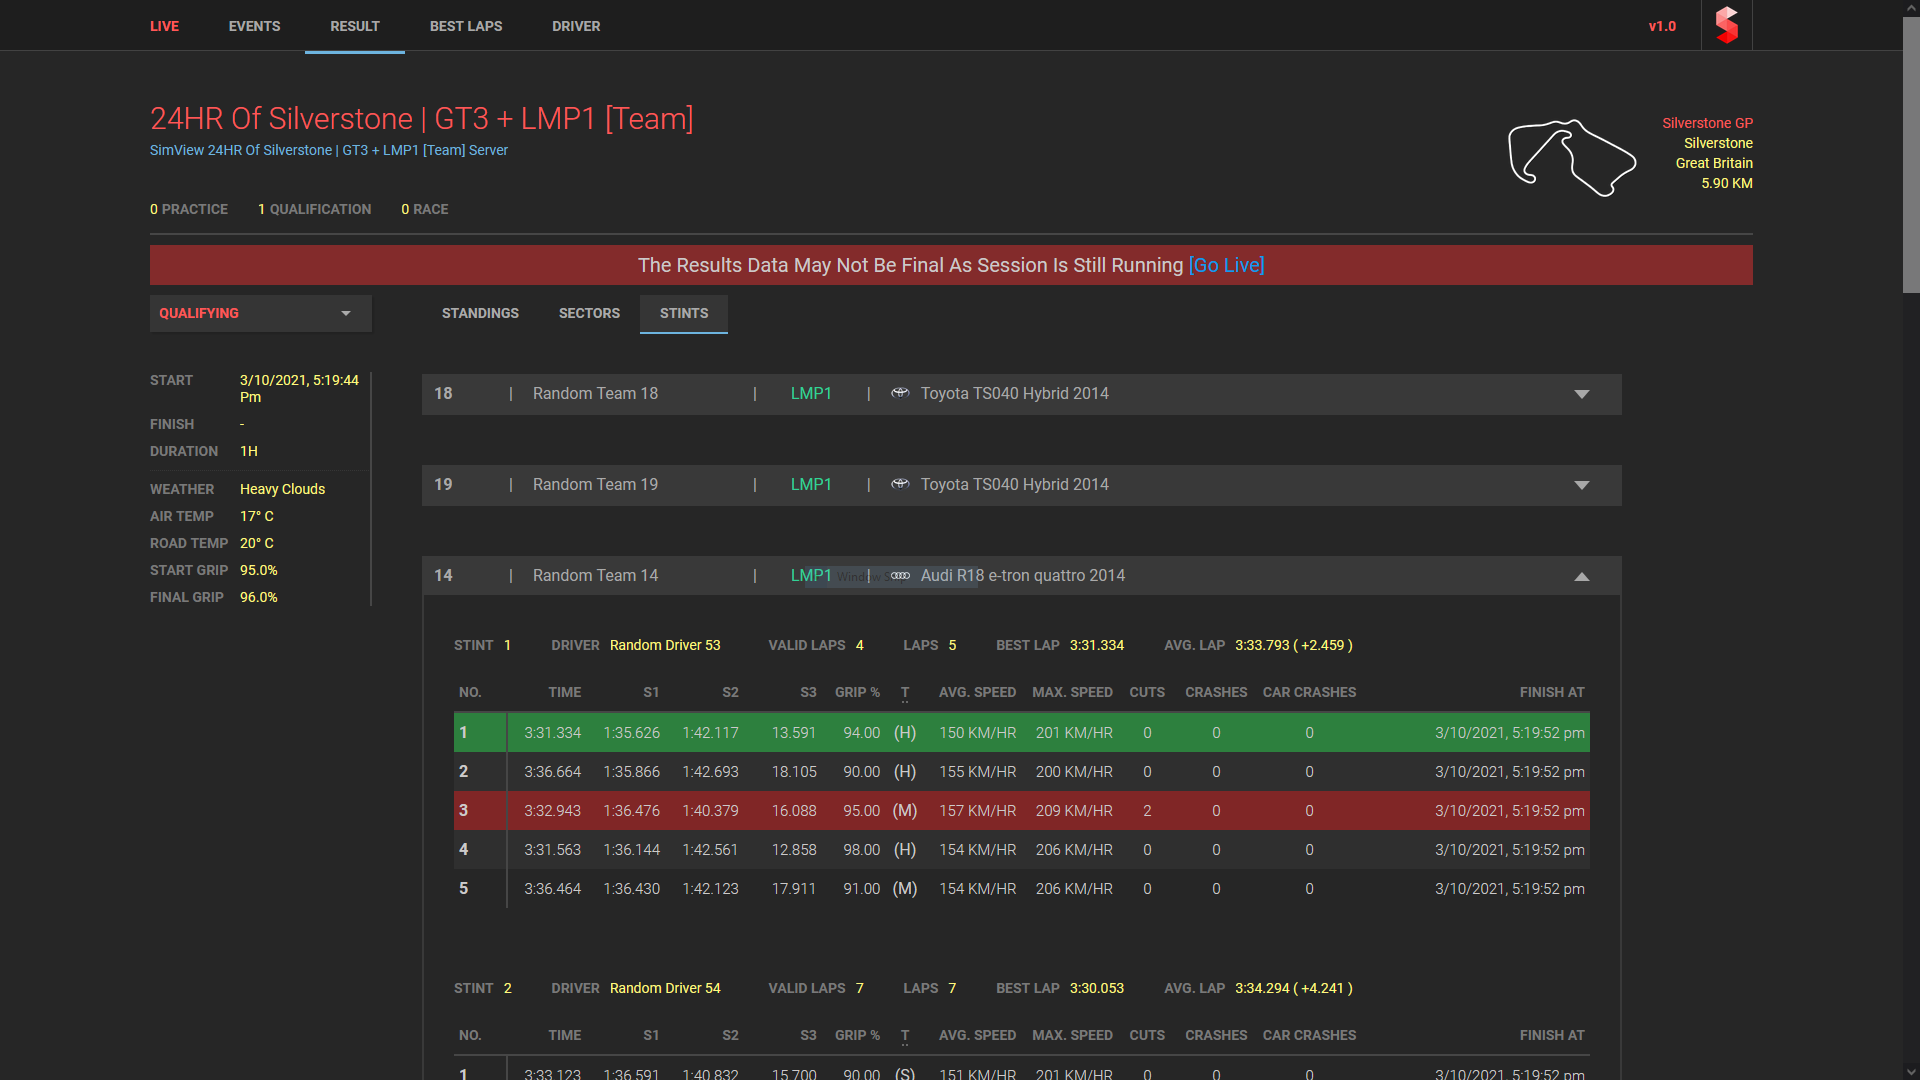 LIVE EVENTS RESULT BEST LAPS DRIVER v1.0
24HR Of Silverstone | GT3 + LMP1 [Team]
SimView 24HR Of Silverstone | GT3 + LMP1 [Team] Server
Silverstone GP
Silverstone
Great Britain
5.90 KM
0 PRACTICE 1 QUALIFICATION 0 RACE
The Results Data May Not Be Final As Session Is Still Running [Go Live]
QUALIFYING
STANDINGS SECTORS STINTS
START 3/10/2021, 5:19:44
Pm
FINISH -
DURATION 1H
WEATHER Heavy Clouds
AIR TEMP 17° C
ROAD TEMP 20° C
START GRIP 95.0%
FINAL GRIP 96.0%
18 | Random Team 18 | LMP1 | Toyota TS040 Hybrid 2014
19 | Random Team 19 | LMP1 | Toyota TS040 Hybrid 2014
14 | Random Team 14 | LMP1 | Audi R18 e-tron quattro 2014
STINT 1 DRIVER Random Driver 53 VALID LAPS 4 LAPS 5 BEST LAP 3:31.334 AVG. LAP 3:33.793 ( +2.459 )
NO. TIME S1 S2 S3 GRIP % T AVG. SPEED MAX. SPEED CUTS CRASHES CAR CRASHES FINISH AT
1 3:31.334 1:35.626 1:42.117 13.591 94.00 (H) 150 KM/HR 201 KM/HR 0 0 0 3/10/2021, 5:19:52 pm
2 3:36.664 1:35.866 1:42.693 18.105 90.00 (H) 155 KM/HR 200 KM/HR 0 0 0 3/10/2021, 5:19:52 pm
3 3:32.943 1:36.476 1:40.379 16.088 95.00 (M) 157 KM/HR 209 KM/HR 2 0 0 3/10/2021, 5:19:52 pm
4 3:31.563 1:36.144 1:42.561 12.858 98.00 (H) 154 KM/HR 206 KM/HR 0 0 0 3/10/2021, 5:19:52 pm
5 3:36.464 1:36.430 1:42.123 17.911 91.00 (M) 154 KM/HR 206 KM/HR 0 0 0 3/10/2021, 5:19:52 pm
STINT 2 DRIVER Random Driver 54 VALID LAPS 7 LAPS 7 BEST LAP 3:30.053 AVG. LAP 3:34.294 ( +4.241 )
NO. TIME S1 S2 S3 GRIP % T AVG. SPEED MAX. SPEED CUTS CRASHES CAR CRASHES FINISH AT
1 3:33.123 1:36.591 1:40.832 15.700 90.00 (S) 151 KM/HR 201 KM/HR 0 0 0 3/10/2021, 5:19:52 pm